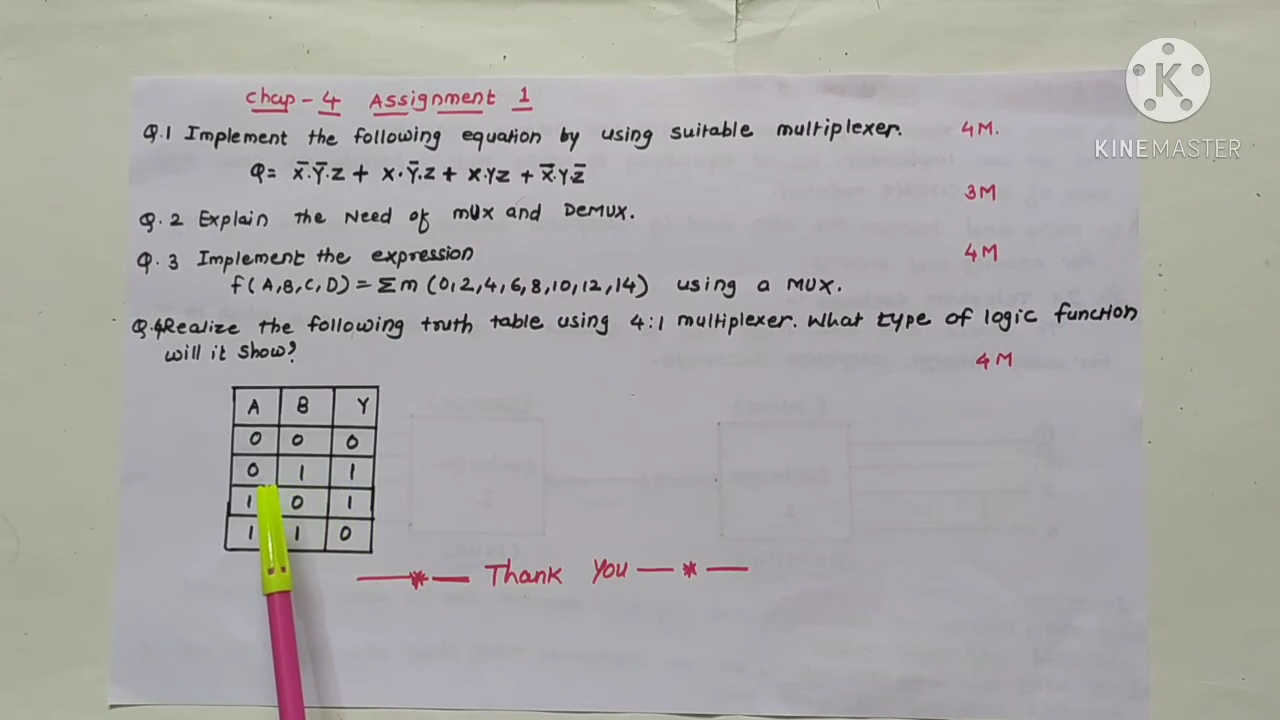 Chap-4 Assignment 1
Q.1 Implement the following equation by using suitable multiplexer. 4M.
Q = X̅.Y̅.Z + X.Y̅.Z + X.YZ + X̅.Y.Z̅
3M
Q.2 Explain the Need of MUX and DEMUX.
Q.3 Implement the expression 4M
f(A,B,C,D) = Σm (0,2,4,6,8,10,12,14) using a MUX.
Q.4 Realize the following truth table using 4:1 multiplexer. What type of logic function
will it show? 4M
A B Y
0 0 0
0 1 1
1 0 1
1 1 0
Thank You
K
KINEMASTER